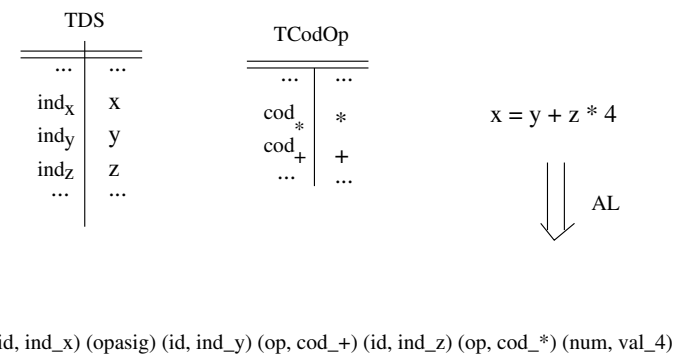 TDS
... ...
ind_x x
ind_y y
ind_z z
... ...
TCodOp
... ...
cod_* *
cod_+ +
... ...
x = y + z * 4
AL
id, ind_x) (opasig) (id, ind_y) (op, cod_+) (id, ind_z) (op, cod_*) (num, val_4)